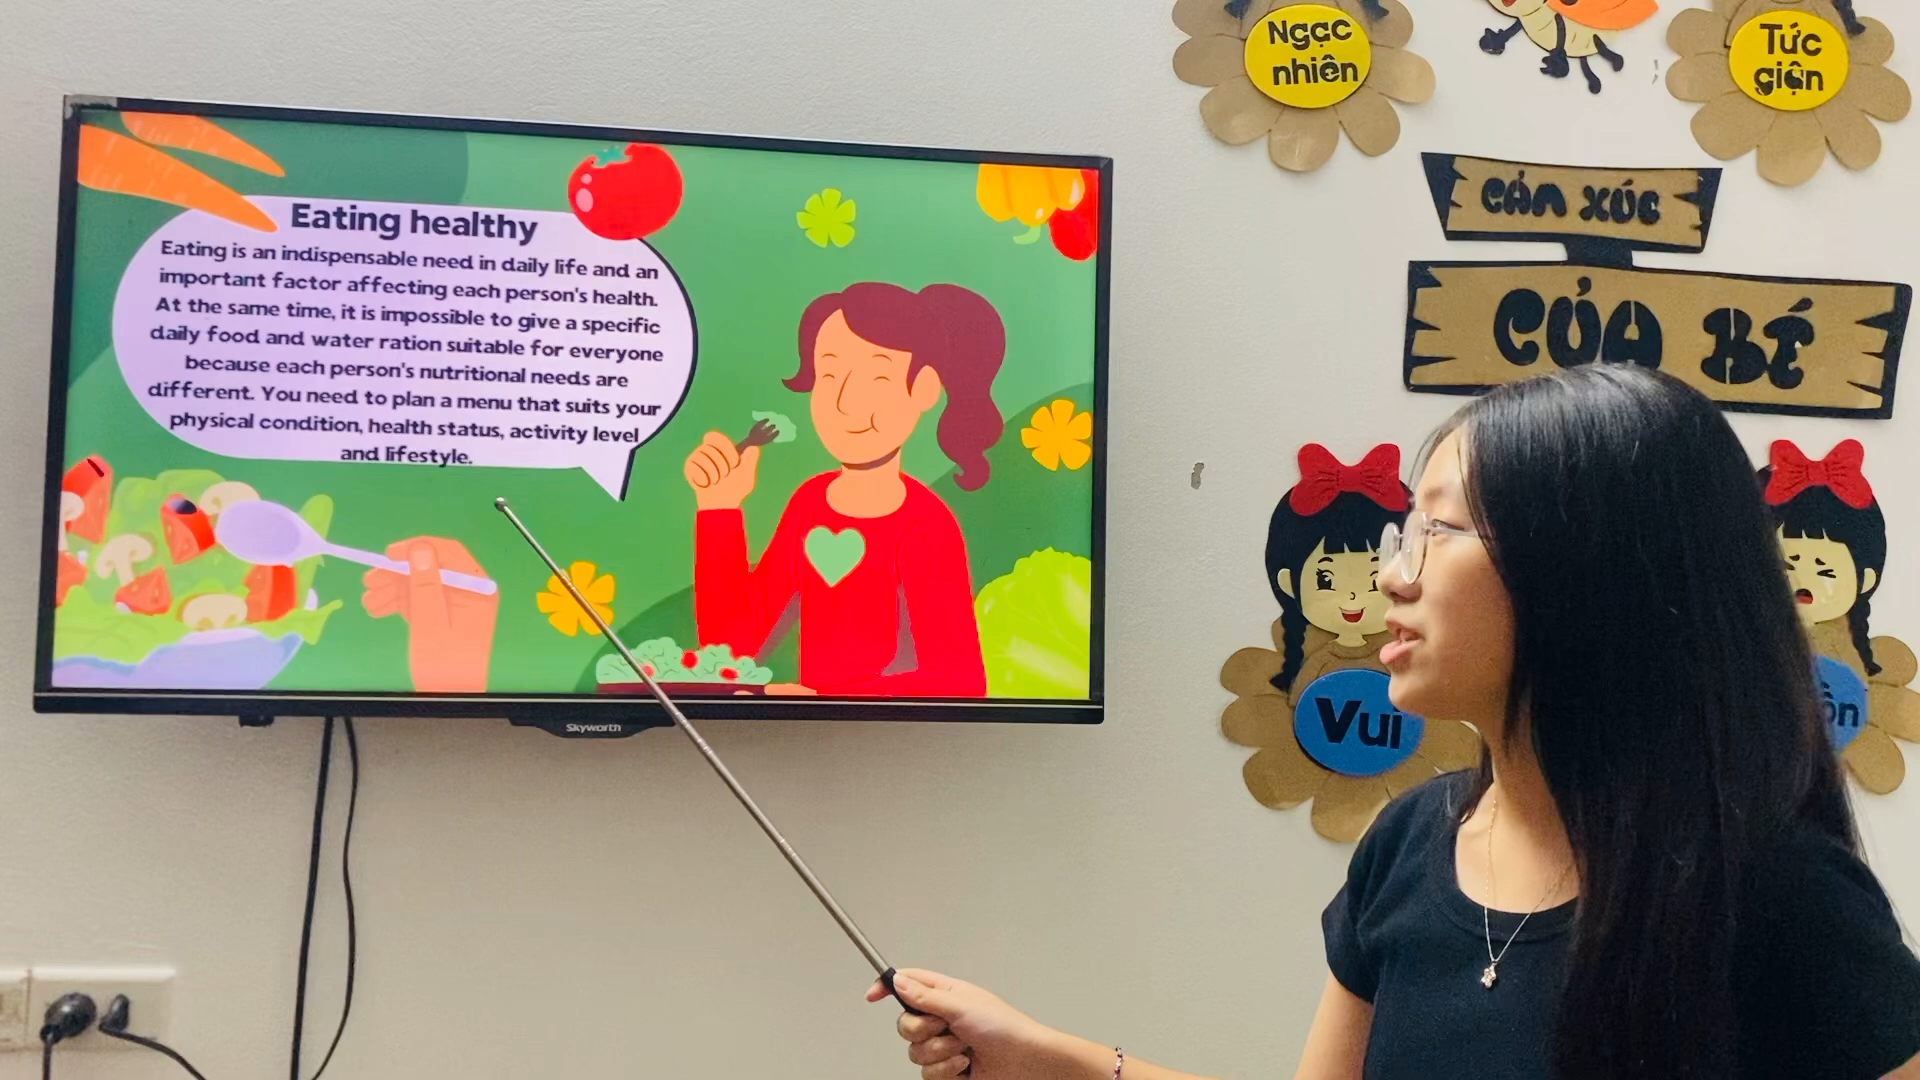 Eating healthy
Eating is an indispensable need in daily life and an
important factor affecting each person's health.
At the same time, it is impossible to give a specific
daily food and water ration suitable for everyone
because each person's nutritional needs are
different. You need to plan a menu that suits your
physical condition, health status, activity level
and lifestyle.
Skyworth
Ngạc
nhiên
Tức
giận
CẢM XÚC
CỦA BÉ
Vui